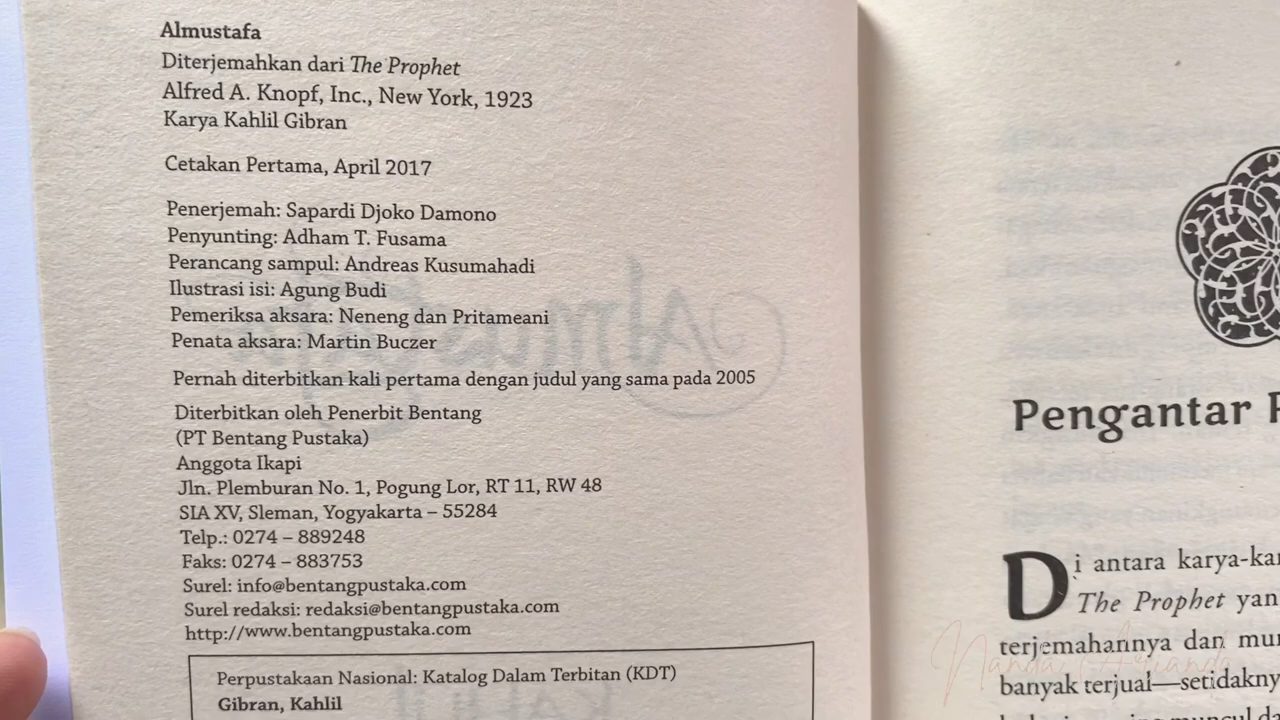 Almustafa
Diterjemahkan dari The Prophet
Alfred A. Knopf, Inc., New York, 1923
Karya Kahlil Gibran
Cetakan Pertama, April 2017
Penerjemah: Sapardi Djoko Damono
Penyunting: Adham T. Fusama
Perancang sampul: Andreas Kusumahadi
Ilustrasi isi: Agung Budi
Pemeriksa aksara: Neneng dan Pritameani
Penata aksara: Martin Buczer
Pernah diterbitkan kali pertama dengan judul yang sama pada 2005
Diterbitkan oleh Penerbit Bentang
(PT Bentang Pustaka)
Anggota Ikapi
Jln. Plemburan No. 1, Pogung Lor, RT 11, RW 48
SIA XV, Sleman, Yogyakarta – 55284
Telp.: 0274 – 889248
Faks: 0274 – 883753
Surel: info@bentangpustaka.com
Surel redaksi: redaksi@bentangpustaka.com
http://www.bentangpustaka.com
Perpustakaan Nasional: Katalog Dalam Terbitan (KDT)
Gibran, Kahlil
Pengantar
Di antara
The Prophet
terjemahannya dan
banyak terjual—